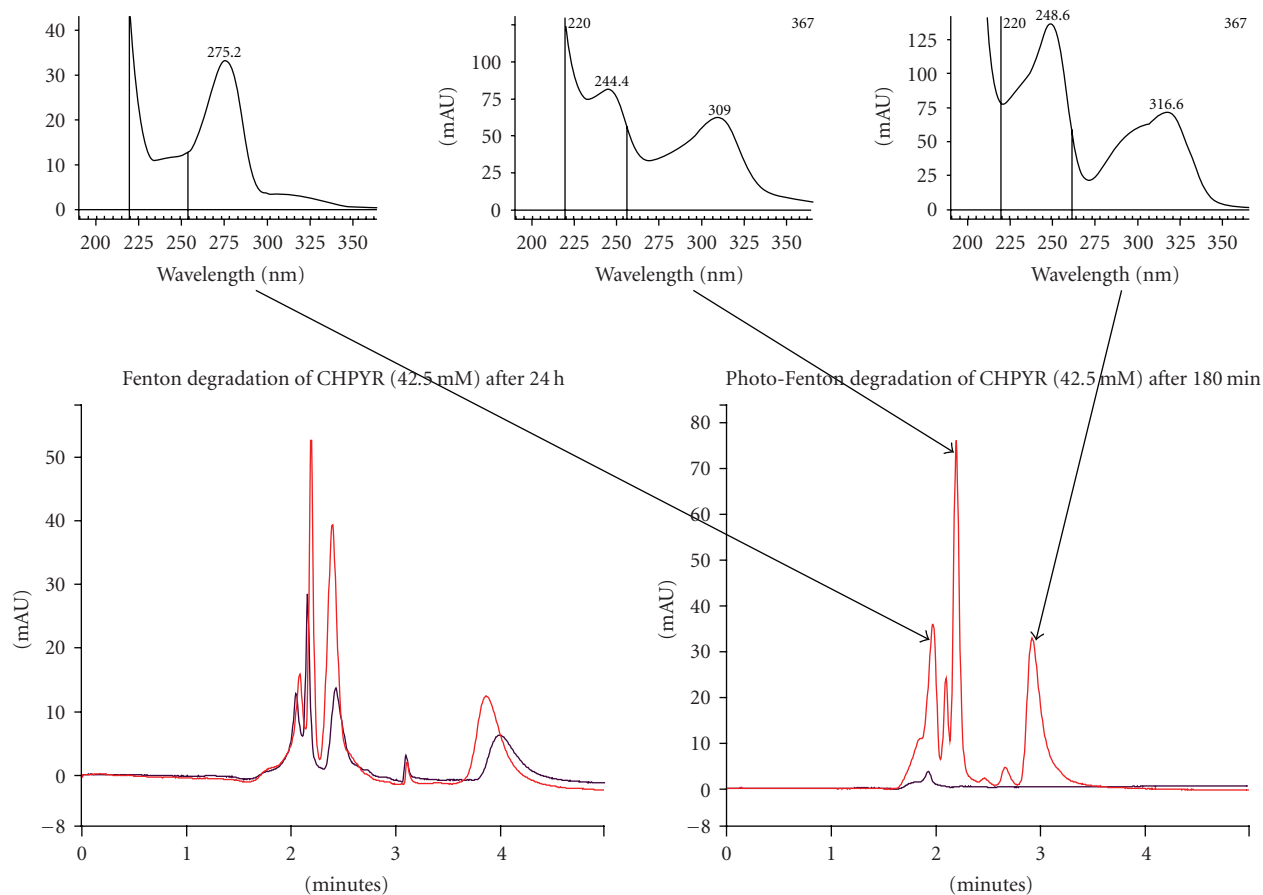 40
30
20
10
0
275.2
200 225 250 275 300 325 350
Wavelength (nm)
(mAU)
100
75
50
25
0
220
367
244.4
309
200 225 250 275 300 325 350
Wavelength (nm)
(mAU)
125
100
75
50
25
0
220
248.6
367
316.6
200 225 250 275 300 325 350
Wavelength (nm)
Fenton degradation of CHPYR (42.5 mM) after 24 h
(mAU)
50
40
30
20
10
0
−8
0 2 3 4
(minutes)
Photo-Fenton degradation of CHPYR (42.5 mM) after 180 min
(mAU)
80
70
60
50
40
30
20
10
0
−8
0 2 3 4
(minutes)